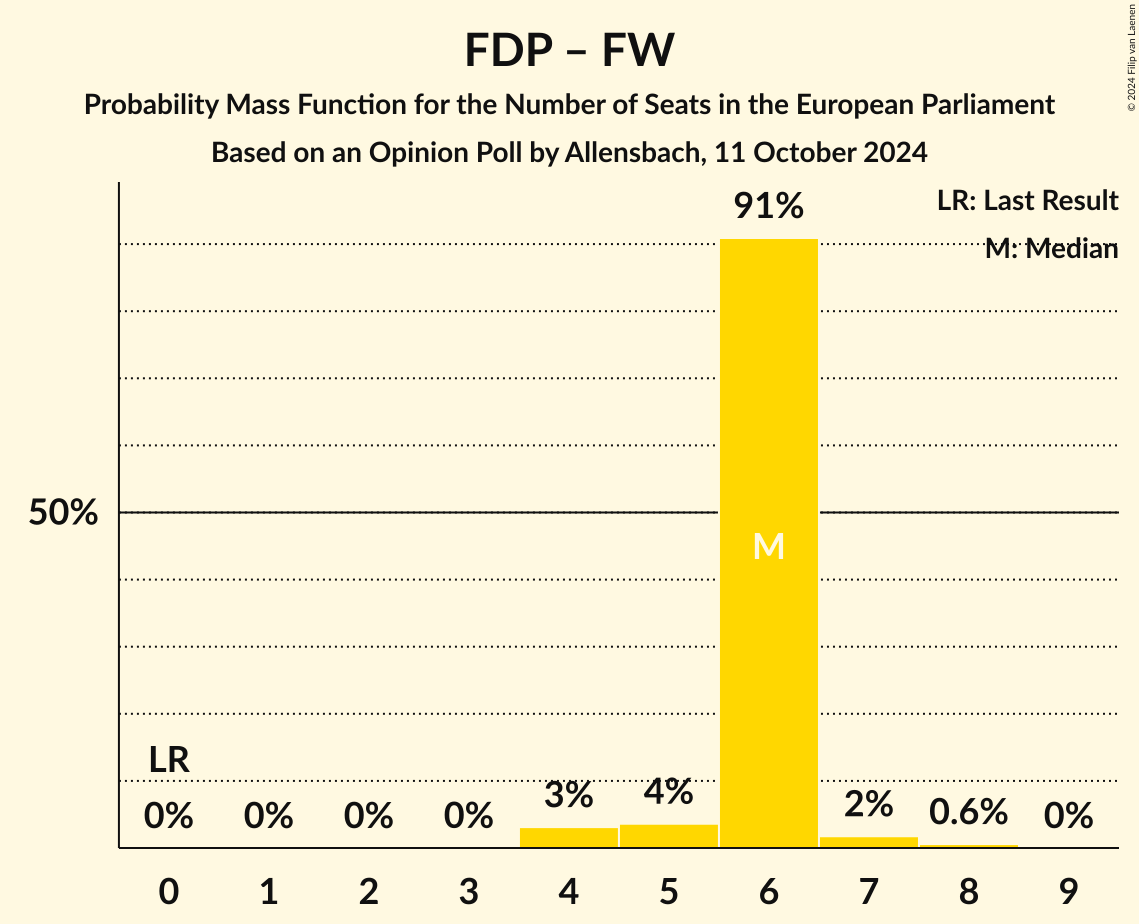 FDP – FW
Probability Mass Function for the Number of Seats in the European Parliament
Based on an Opinion Poll by Allensbach, 11 October 2024
© 2024 Filip van Laenen
LR: Last Result
M: Median
91%
50%
M
LR
0% 0% 0% 0% 3% 4% 2% 0.6% 0%
0 1 2 3 4 5 6 7 8 9